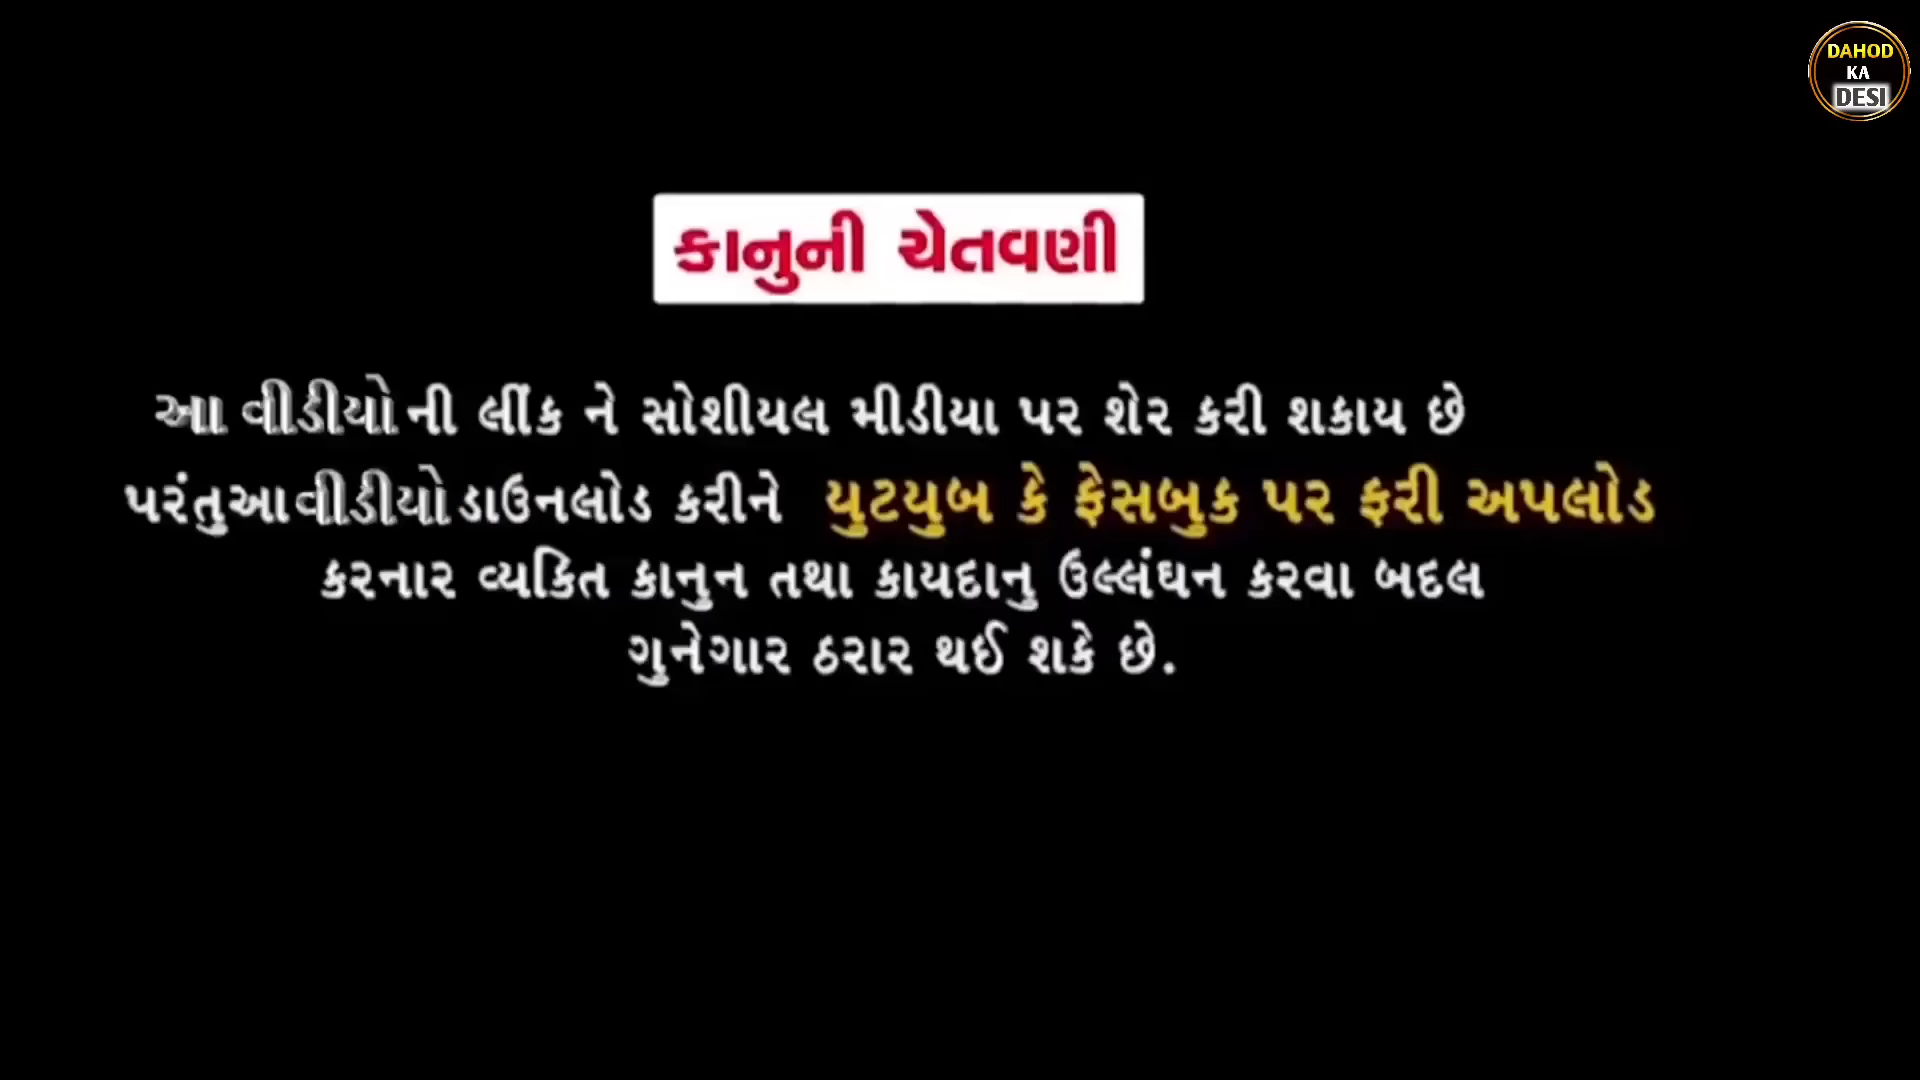 DAHOD
KA
DESI
કાનુની ચેતવણી
આ વીડીયો ની લીંક ને સોશીયલ મીડીયા પર શેર કરી શકાય છે
પરંતુ આ વીડીયો ડાઉનલોડ કરીને યુટયુબ કે ફેસબુક પર ફરી અપલોડ
કરનાર વ્યકિત કાનુન તથા કાયદાનુ ઉલ્લંઘન કરવા બદલ
ગુનેગાર ઠરાર થઈ શકે છે.